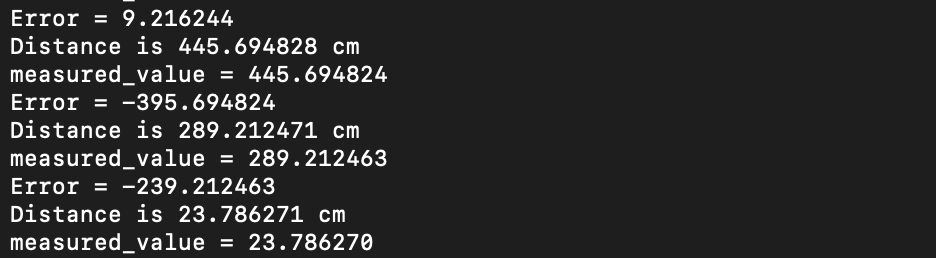 Error = 9.216244
Distance is 445.694828 cm
measured_value = 445.694824
Error = -395.694824
Distance is 289.212471 cm
measured_value = 289.212463
Error = -239.212463
Distance is 23.786271 cm
measured_value = 23.786270